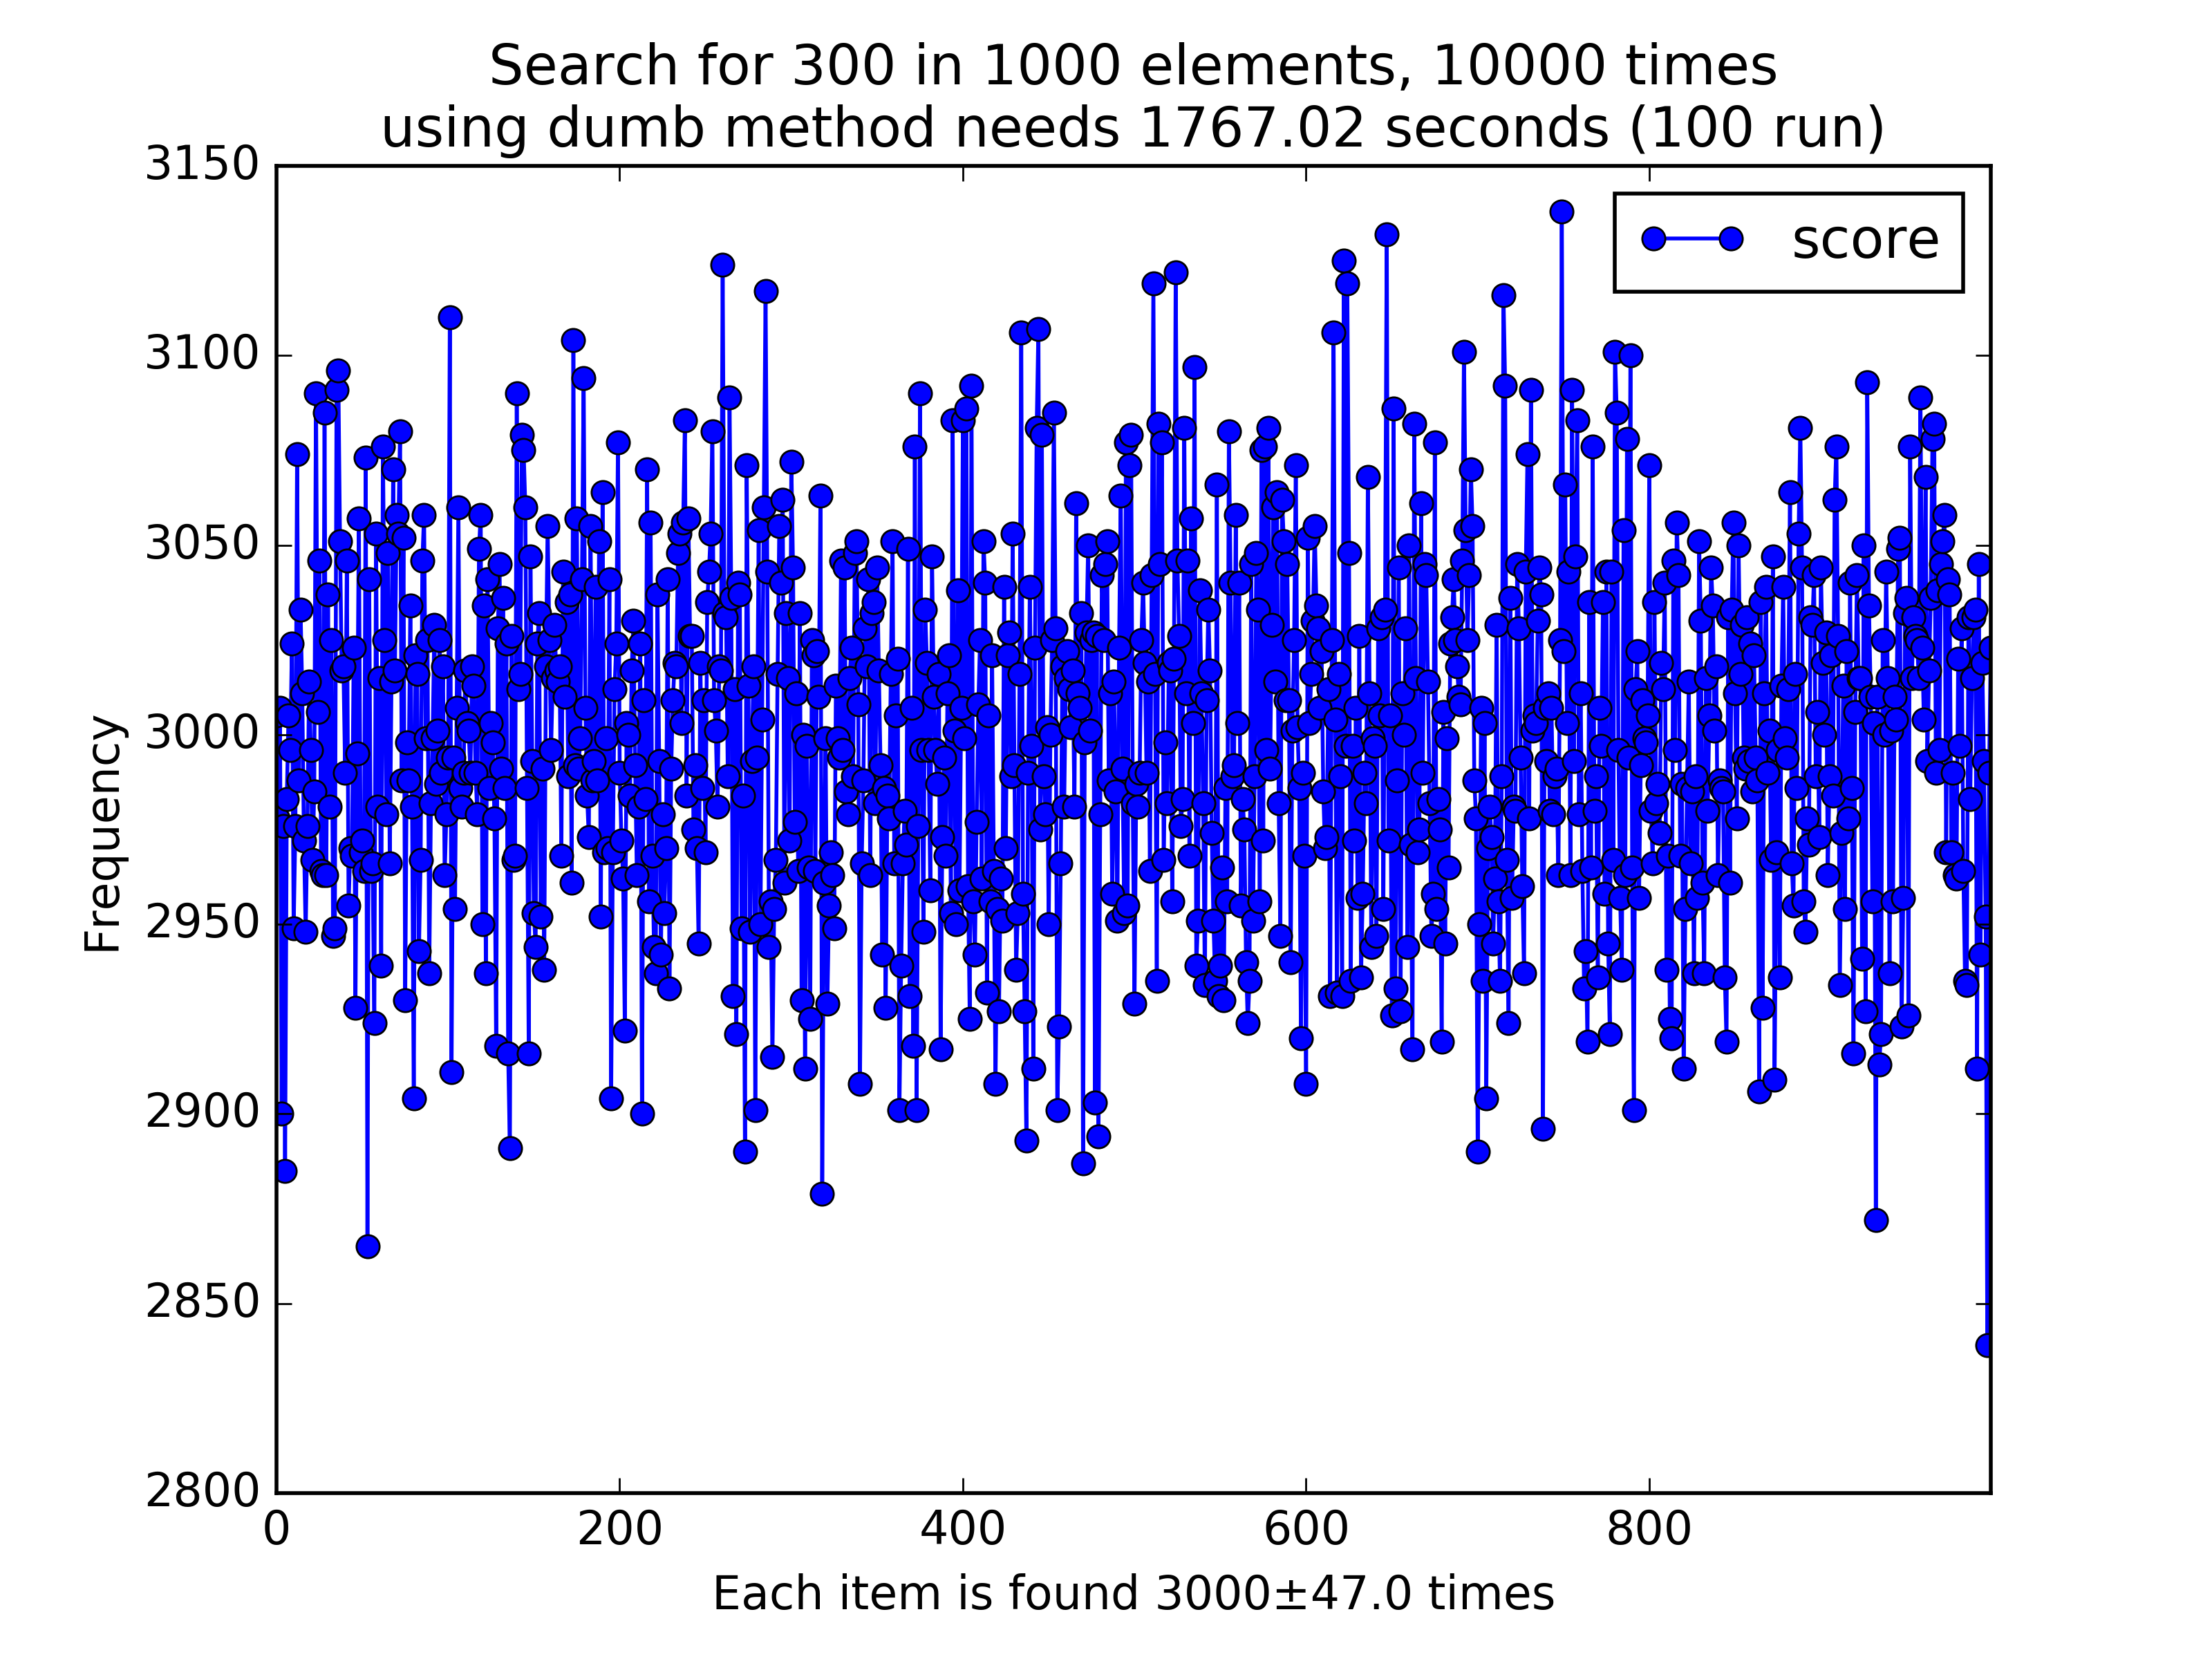 Search for 300 in 1000 elements, 10000 times
using dumb method needs 1767.02 seconds (100 run)
3150
3100
3050
3000
2950
2900
2850
2800
Frequency
score
0 200 400 600 800
Each item is found 3000±47.0 times